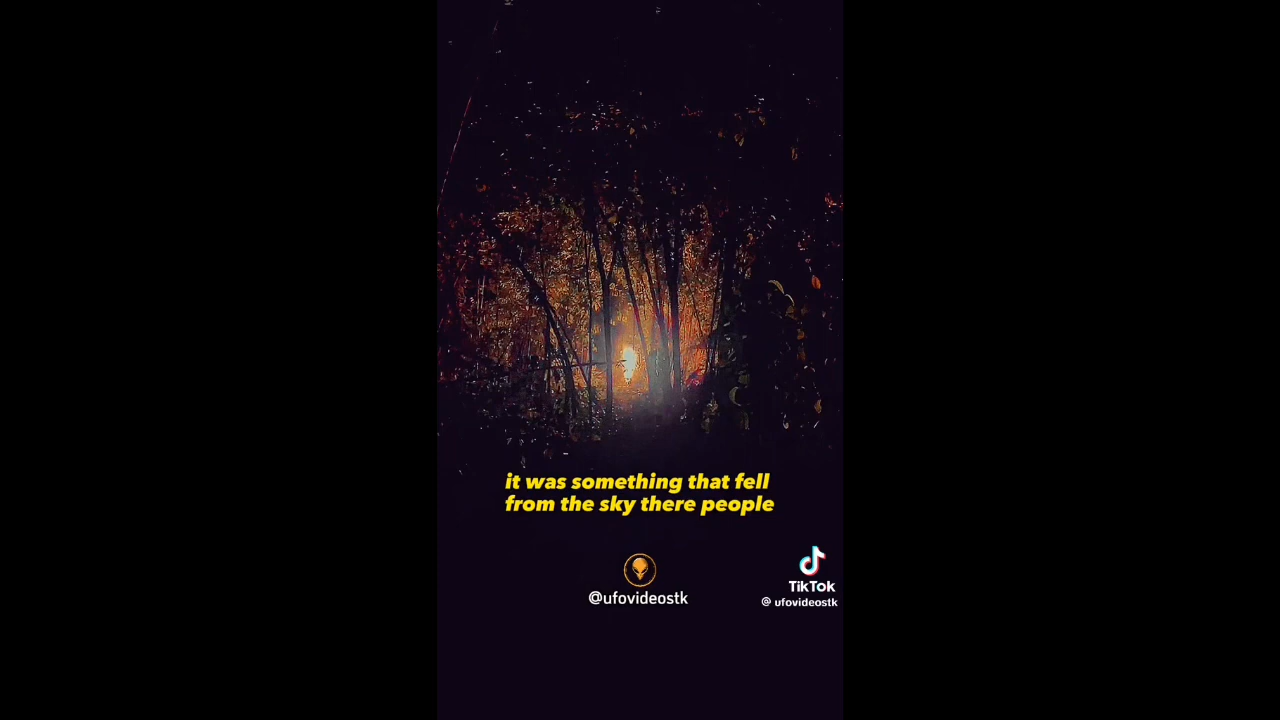 it was something that fell
from the sky there people
@ufovideostk
TikTok
@ ufovideostk